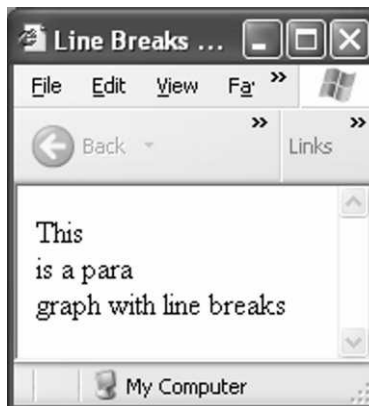 Line Breaks ...
File Edit View Fa »
Back » Links »
This
is a para
graph with line breaks
My Computer